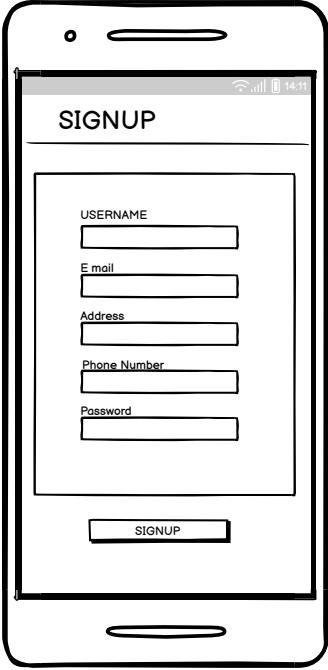 14:11
SIGNUP
USERNAME
E mail
Address
Phone Number
Password
SIGNUP